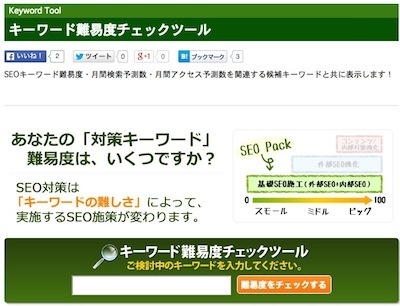 Keyword Tool
キーワード難易度チェックツール
いいね！ 2 ツイート 0 g+1 0 B! ブックマーク 3
SEOキーワード難易度・月間検索予測数・月間アクセス予測数を関連する候補キーワードと共に表示します！
あなたの「対策キーワード」
難易度は、いくつですか？
SEO対策は
「キーワードの難しさ」によって、
実施するSEO施策が変わります。
SEO Pack
コンテンツ/
内部対策強化
外部SEO強化
基礎SEO施工(外部SEO+内部SEO)
0 100
スモール ミドル ビッグ
キーワード難易度チェックツール
ご検討中のキーワードを入力してください。
難易度をチェックする